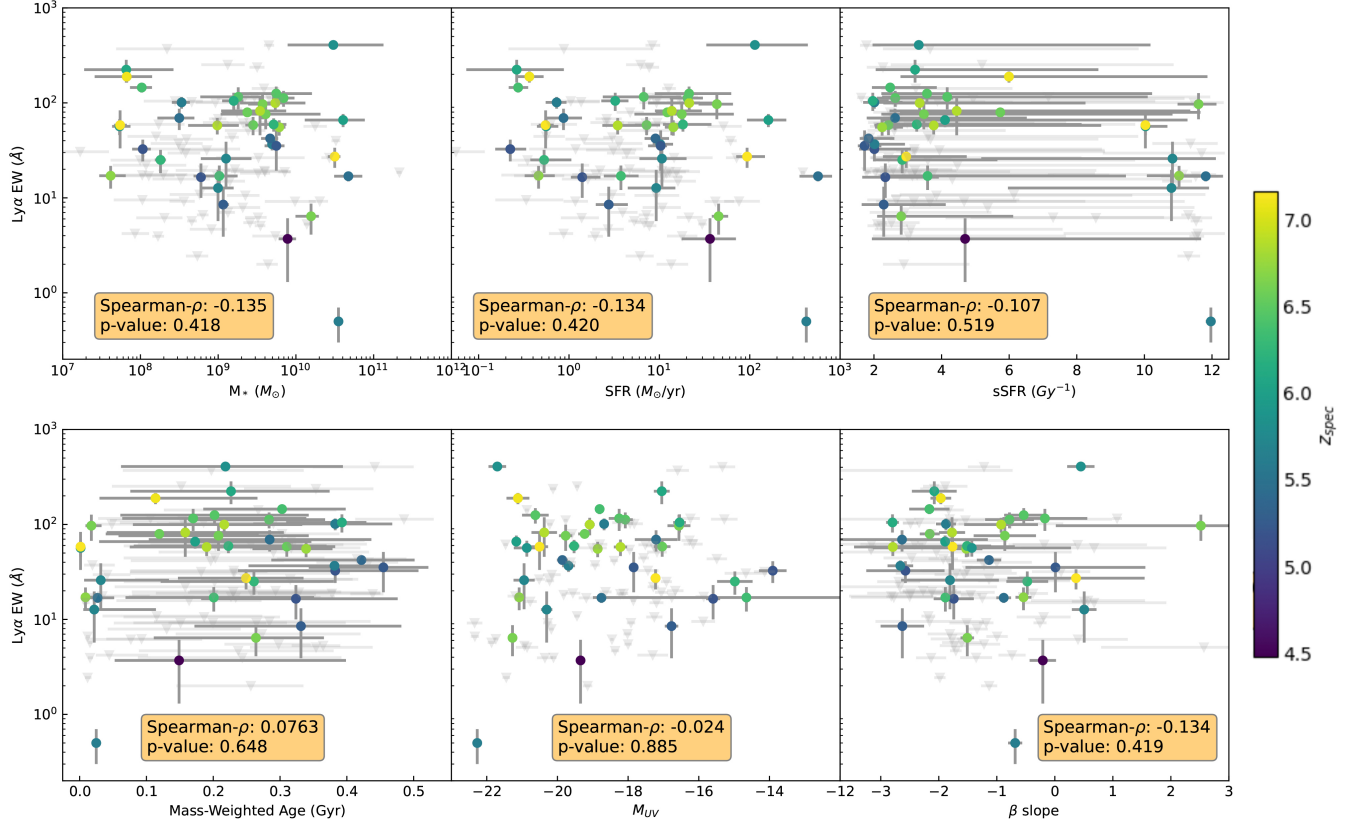 10³
10²
10¹
10⁰
Lyα EW (Å)
Spearman-ρ: -0.135
p-value: 0.418
10⁷ 10⁸ 10⁹ 10¹⁰ 10¹¹ 10¹²
M* (M☉)
Spearman-ρ: -0.134
p-value: 0.420
10⁻¹ 10⁰ 10¹ 10² 10³
SFR (M☉/yr)
Spearman-ρ: -0.107
p-value: 0.519
2 4 6 8 10 12
sSFR (Gy⁻¹)
10³
10²
10¹
10⁰
Lyα EW (Å)
Spearman-ρ: 0.0763
p-value: 0.648
0.0 0.1 0.2 0.3 0.4 0.5
Mass-Weighted Age (Gyr)
Spearman-ρ: -0.024
p-value: 0.885
−22 −20 −18 −16 −14 −12
M_UV
Spearman-ρ: -0.134
p-value: 0.419
−3 −2 −1 0 1 2 3
β slope
7.0
6.5
6.0
5.5
5.0
4.5
z_spec